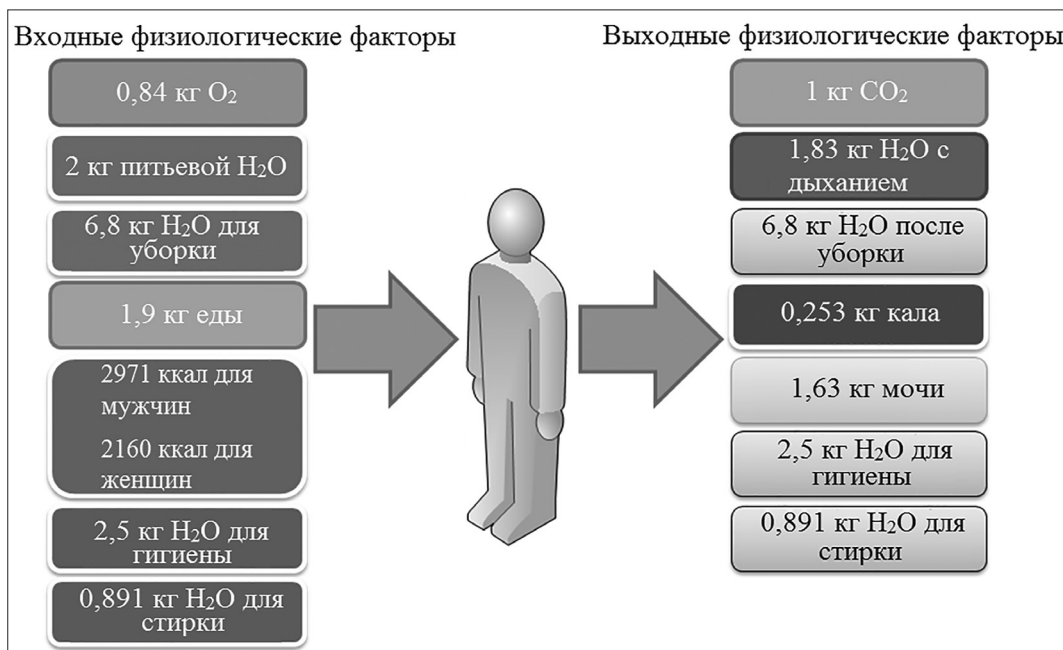 Входные физиологические факторы
0,84 кг O₂
2 кг питьевой H₂O
6,8 кг H₂O для
уборки
1,9 кг еды
2971 ккал для
мужчин
2160 ккал для
женщин
2,5 кг H₂O для
гигиены
0,891 кг H₂O для
стирки
Выходные физиологические факторы
1 кг CO₂
1,83 кг H₂O с
дыханием
6,8 кг H₂O после
уборки
0,253 кг кала
1,63 кг мочи
2,5 кг H₂O для
гигиены
0,891 кг H₂O для
стирки